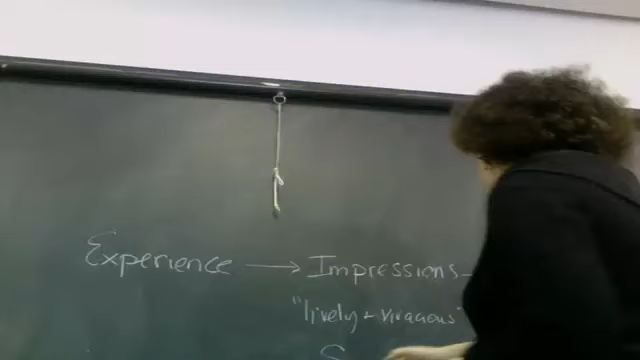 Experience → Impressions
"lively + vivacious"
S